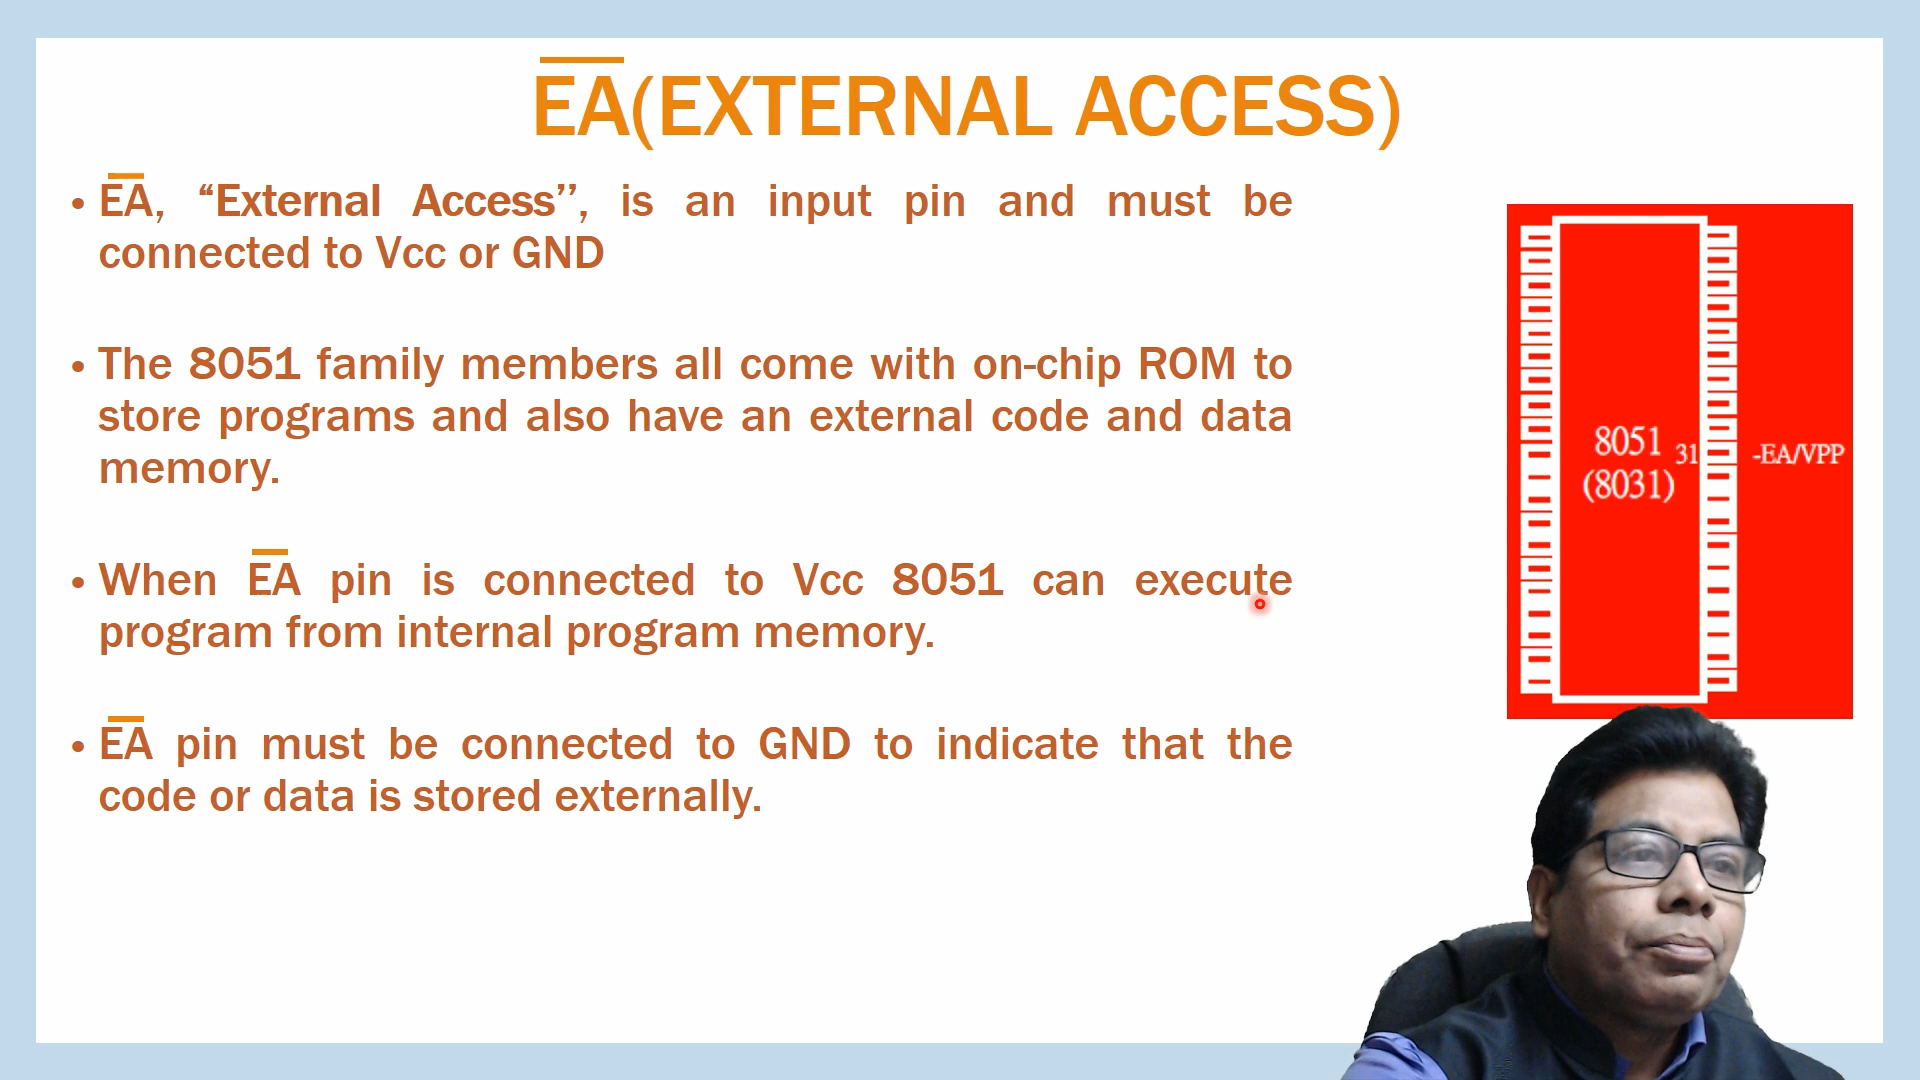 EA(EXTERNAL ACCESS)
• EA, “External Access’’, is an input pin and must be
connected to Vcc or GND
• The 8051 family members all come with on-chip ROM to
store programs and also have an external code and data
memory.
• When EA pin is connected to Vcc 8051 can execute
program from internal program memory.
• EA pin must be connected to GND to indicate that the
code or data is stored externally.
8051
(8031)
31
-EA/VPP